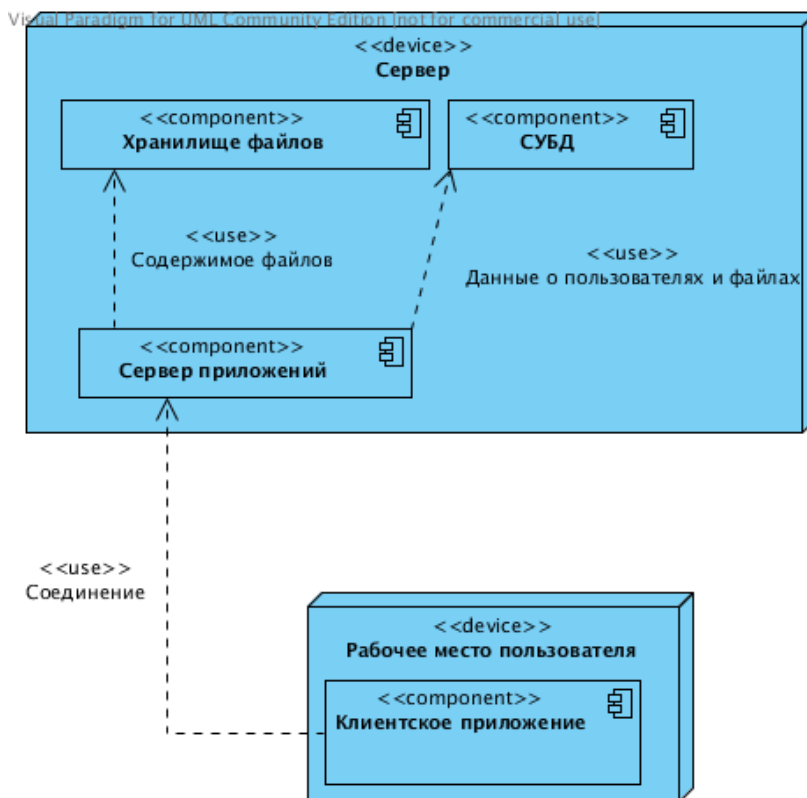 Visual Paradigm for UML Community Edition [not for commercial use]
<<device>>
Сервер
<<component>>
Хранилище файлов
<<component>>
СУБД
<<use>>
Содержимое файлов
<<use>>
Данные о пользователях и файлах
<<component>>
Сервер приложений
<<use>>
Соединение
<<device>>
Рабочее место пользователя
<<component>>
Клиентское приложение